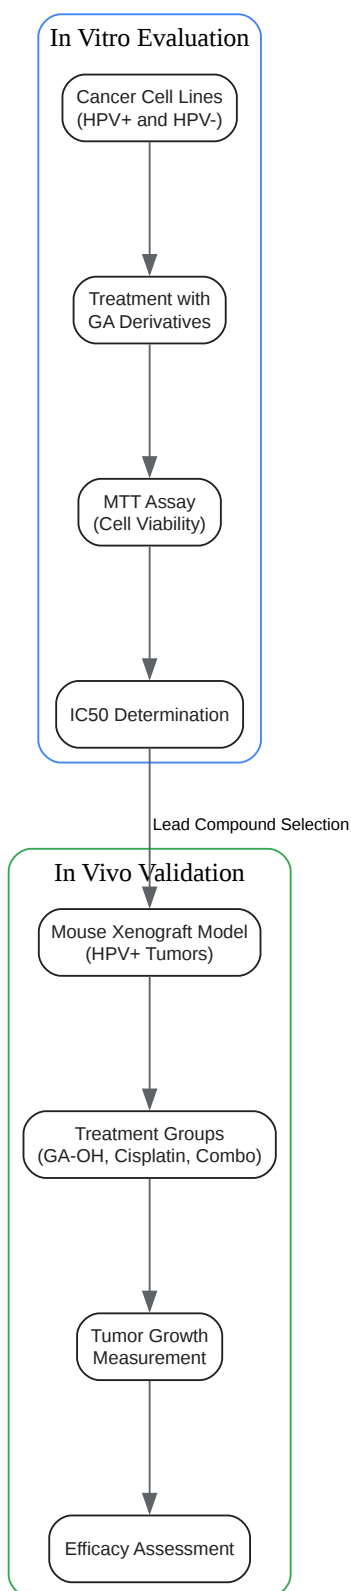 In Vitro Evaluation
Cancer Cell Lines
(HPV+ and HPV-)
Treatment with
GA Derivatives
MTT Assay
(Cell Viability)
IC50 Determination
Lead Compound Selection
In Vivo Validation
Mouse Xenograft Model
(HPV+ Tumors)
Treatment Groups
(GA-OH, Cisplatin, Combo)
Tumor Growth
Measurement
Efficacy Assessment